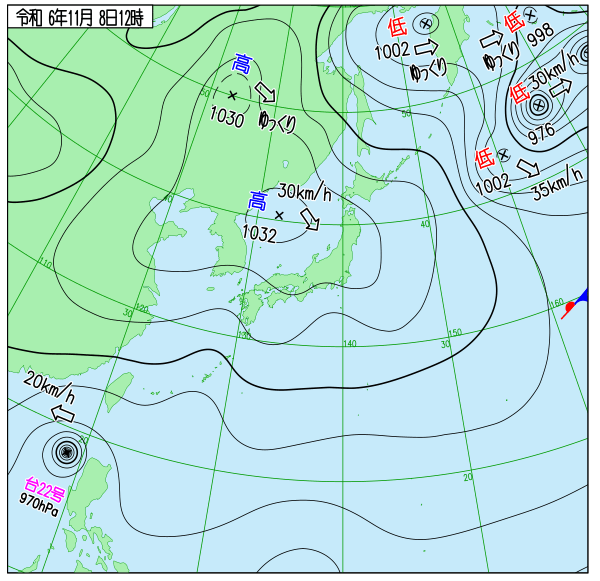 令和 6年11月 8日12時
低
1002
ゆっくり
ゆっくり
低
998
30km/h
低
976
高
1030
ゆっくり
50
50
低
1002
35km/h
高
30km/h
1032
40
40
110
120
30
130
140
150
30
160
20km/h
20
20
台22号
970hPa